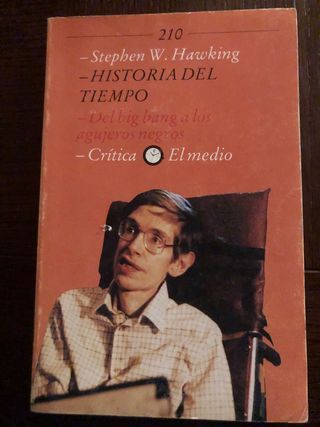 210
–Stephen W. Hawking
–HISTORIA DEL
TIEMPO
–Del big bang a los
agujeros negros
–Crítica El medio